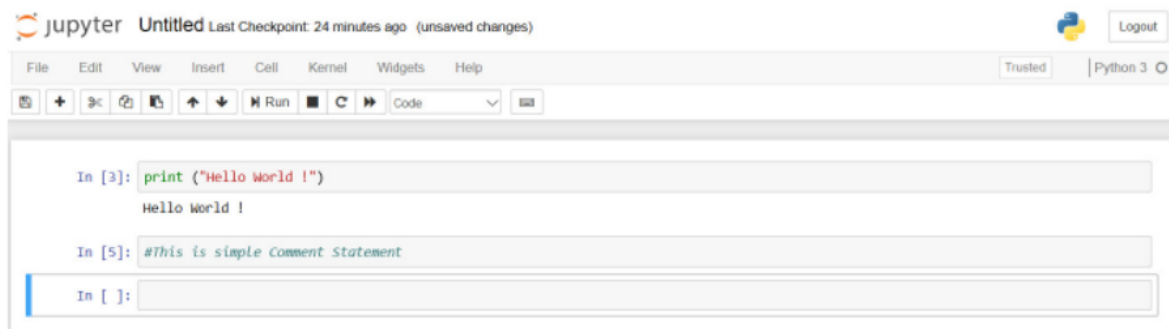 jupyter Untitled Last Checkpoint: 24 minutes ago (unsaved changes) Logout
File Edit View Insert Cell Kernel Widgets Help Trusted Python 3
Run Code
In [3]: print ("Hello World !")
Hello World !
In [5]: #This is simple Comment Statement
In [ ]: